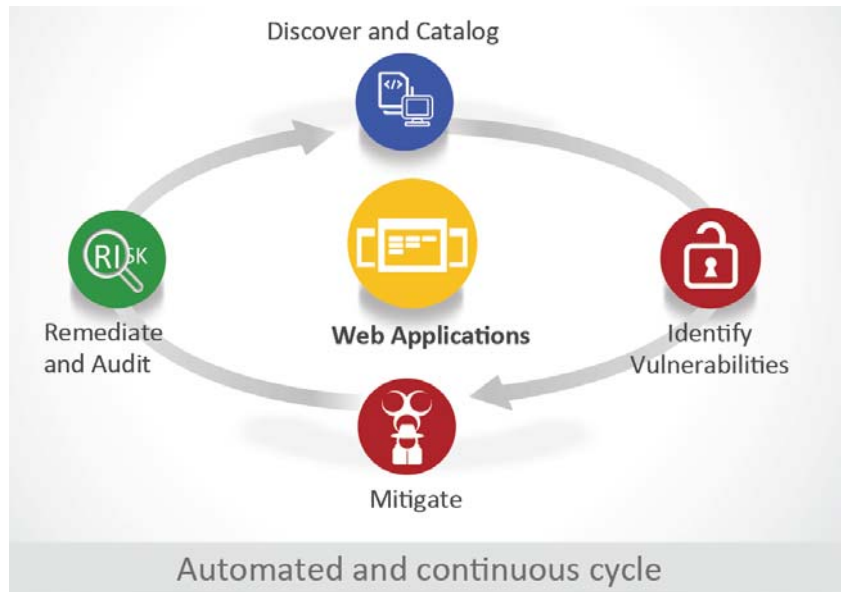 Discover and Catalog
</>
RISK
Remediate
and Audit
Web Applications
Identify
Vulnerabilities
Mitigate
Automated and continuous cycle